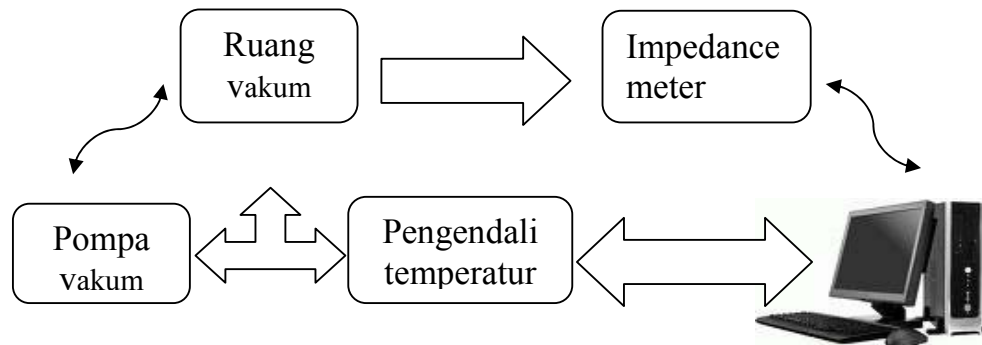 Ruang
vakum
Impedance
meter
Pompa
vakum
Pengendali
temperatur